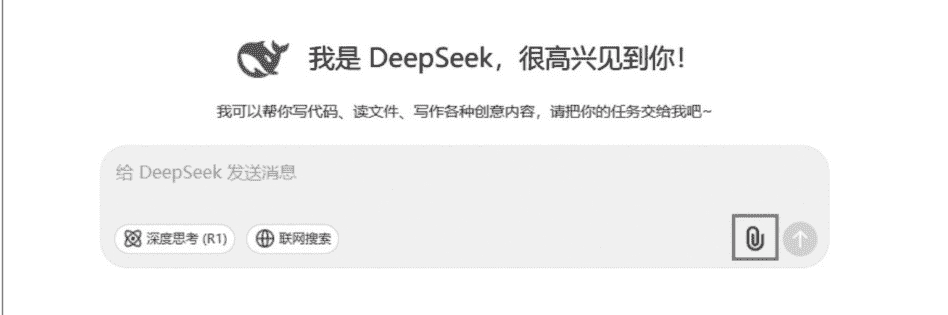 我是 DeepSeek，很高兴见到你！
我可以帮你写代码、读文件、写作各种创意内容，请把你的任务交给我吧~
给 DeepSeek 发送消息
深度思考 (R1) 联网搜索